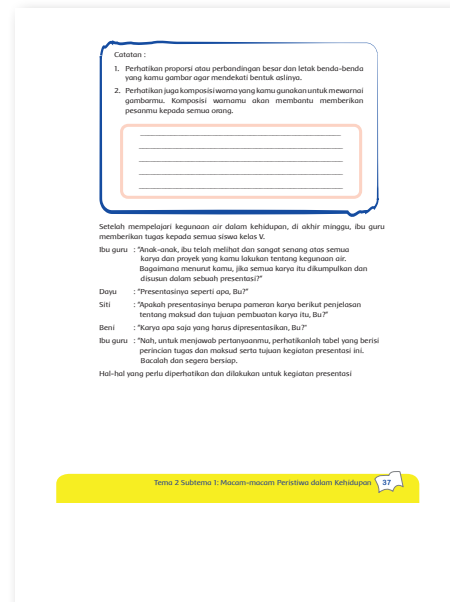 Catatan :
1. Perhatikan proporsi atau perbandingan besar dan letak benda-benda
yang kamu gambar agar mendekati bentuk aslinya.
2. Perhatikan juga komposisi warna yang kamu gunakan untuk mewarnai
gambarmu. Komposisi warnamu akan membantu memberikan
pesanmu kepada semua orang.
Setelah mempelajari kegunaan air dalam kehidupan, di akhir minggu, ibu guru
memberikan tugas kepada semua siswa kelas V.
Ibu guru : "Anak-anak, ibu telah melihat dan sangat senang atas semua
karya dan proyek yang kamu lakukan tentang kegunaan air.
Bagaimana menurut kamu, jika semua karya itu dikumpulkan dan
disusun dalam sebuah presentasi?"
Dayu : "Presentasinya seperti apa, Bu?"
Siti : "Apakah presentasinya berupa pameran karya berikut penjelasan
tentang maksud dan tujuan pembuatan karya itu, Bu?"
Beni : "Karya apa saja yang harus dipresentasikan, Bu?"
Ibu guru : "Nah, untuk menjawab pertanyaanmu, perhatikanlah tabel yang berisi
perincian tugas dan maksud serta tujuan kegiatan presentasi ini.
Bacalah dan segera bersiap.
Hal-hal yang perlu diperhatikan dan dilakukan untuk kegiatan presentasi
Tema 2 Subtema 1: Macam-macam Peristiwa dalam Kehidupan 37